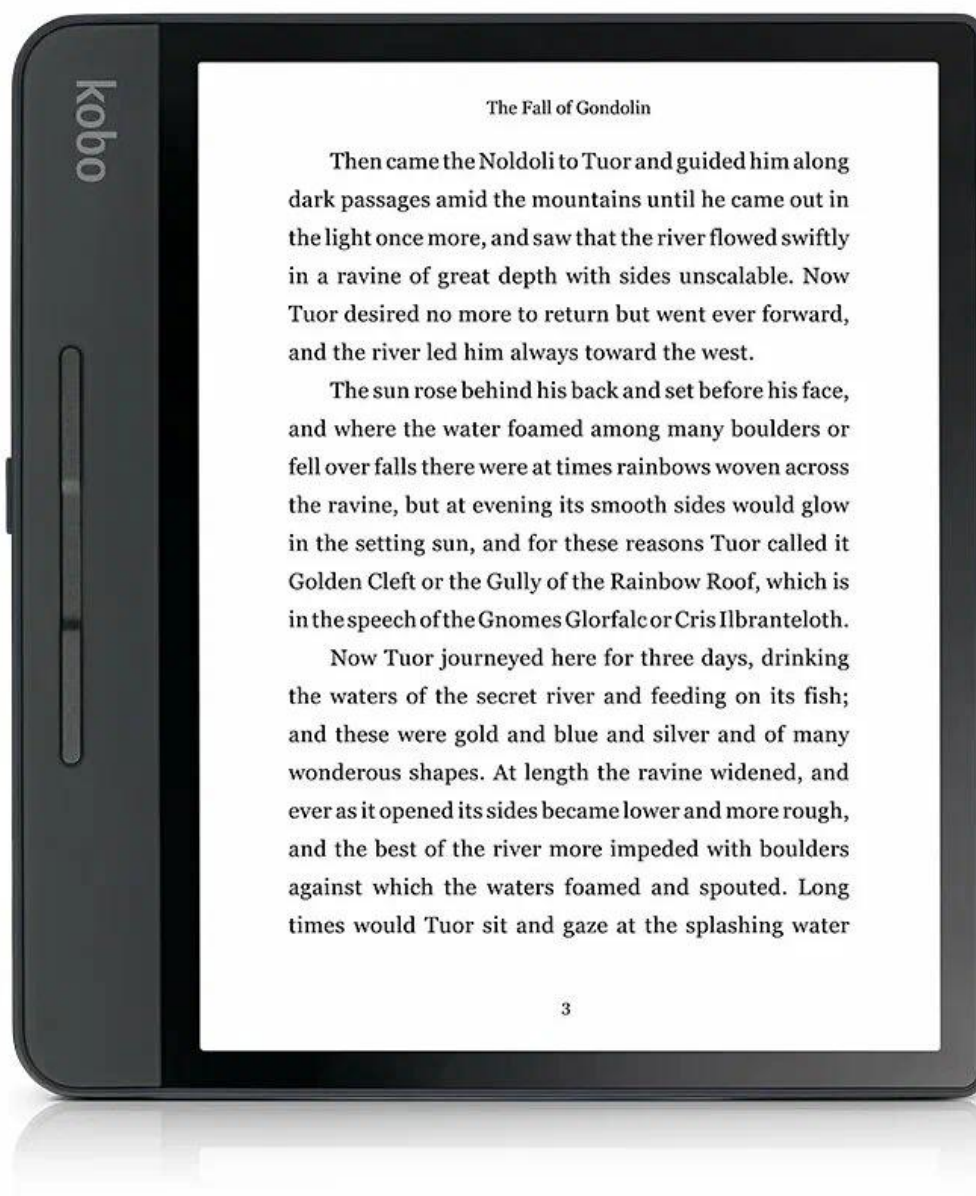 kobo
The Fall of Gondolin
Then came the Noldoli to Tuor and guided him along
dark passages amid the mountains until he came out in
the light once more, and saw that the river flowed swiftly
in a ravine of great depth with sides unscalable. Now
Tuor desired no more to return but went ever forward,
and the river led him always toward the west.
The sun rose behind his back and set before his face,
and where the water foamed among many boulders or
fell over falls there were at times rainbows woven across
the ravine, but at evening its smooth sides would glow
in the setting sun, and for these reasons Tuor called it
Golden Cleft or the Gully of the Rainbow Roof, which is
in the speech of the Gnomes Glorfalc or Cris Ilbranteloth.
Now Tuor journeyed here for three days, drinking
the waters of the secret river and feeding on its fish;
and these were gold and blue and silver and of many
wonderous shapes. At length the ravine widened, and
ever as it opened its sides became lower and more rough,
and the best of the river more impeded with boulders
against which the waters foamed and spouted. Long
times would Tuor sit and gaze at the splashing water
3